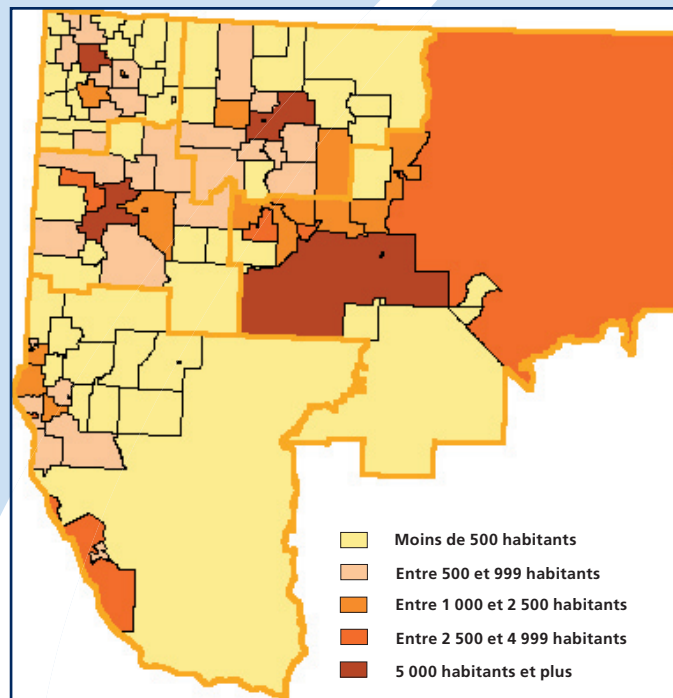 Moins de 500 habitants
Entre 500 et 999 habitants
Entre 1 000 et 2 500 habitants
Entre 2 500 et 4 999 habitants
5 000 habitants et plus